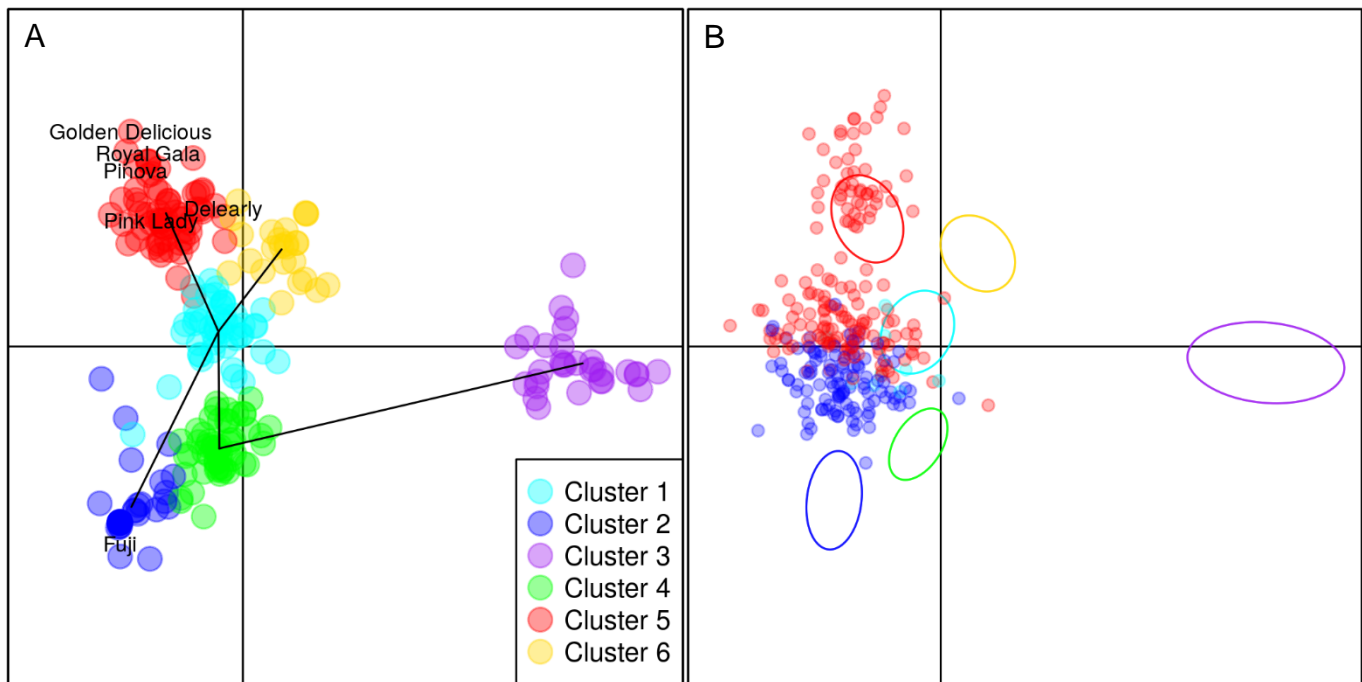 A
B
Golden Delicious
Royal Gala
Pinova
Delearly
Pink Lady
Fuji
Cluster 1
Cluster 2
Cluster 3
Cluster 4
Cluster 5
Cluster 6